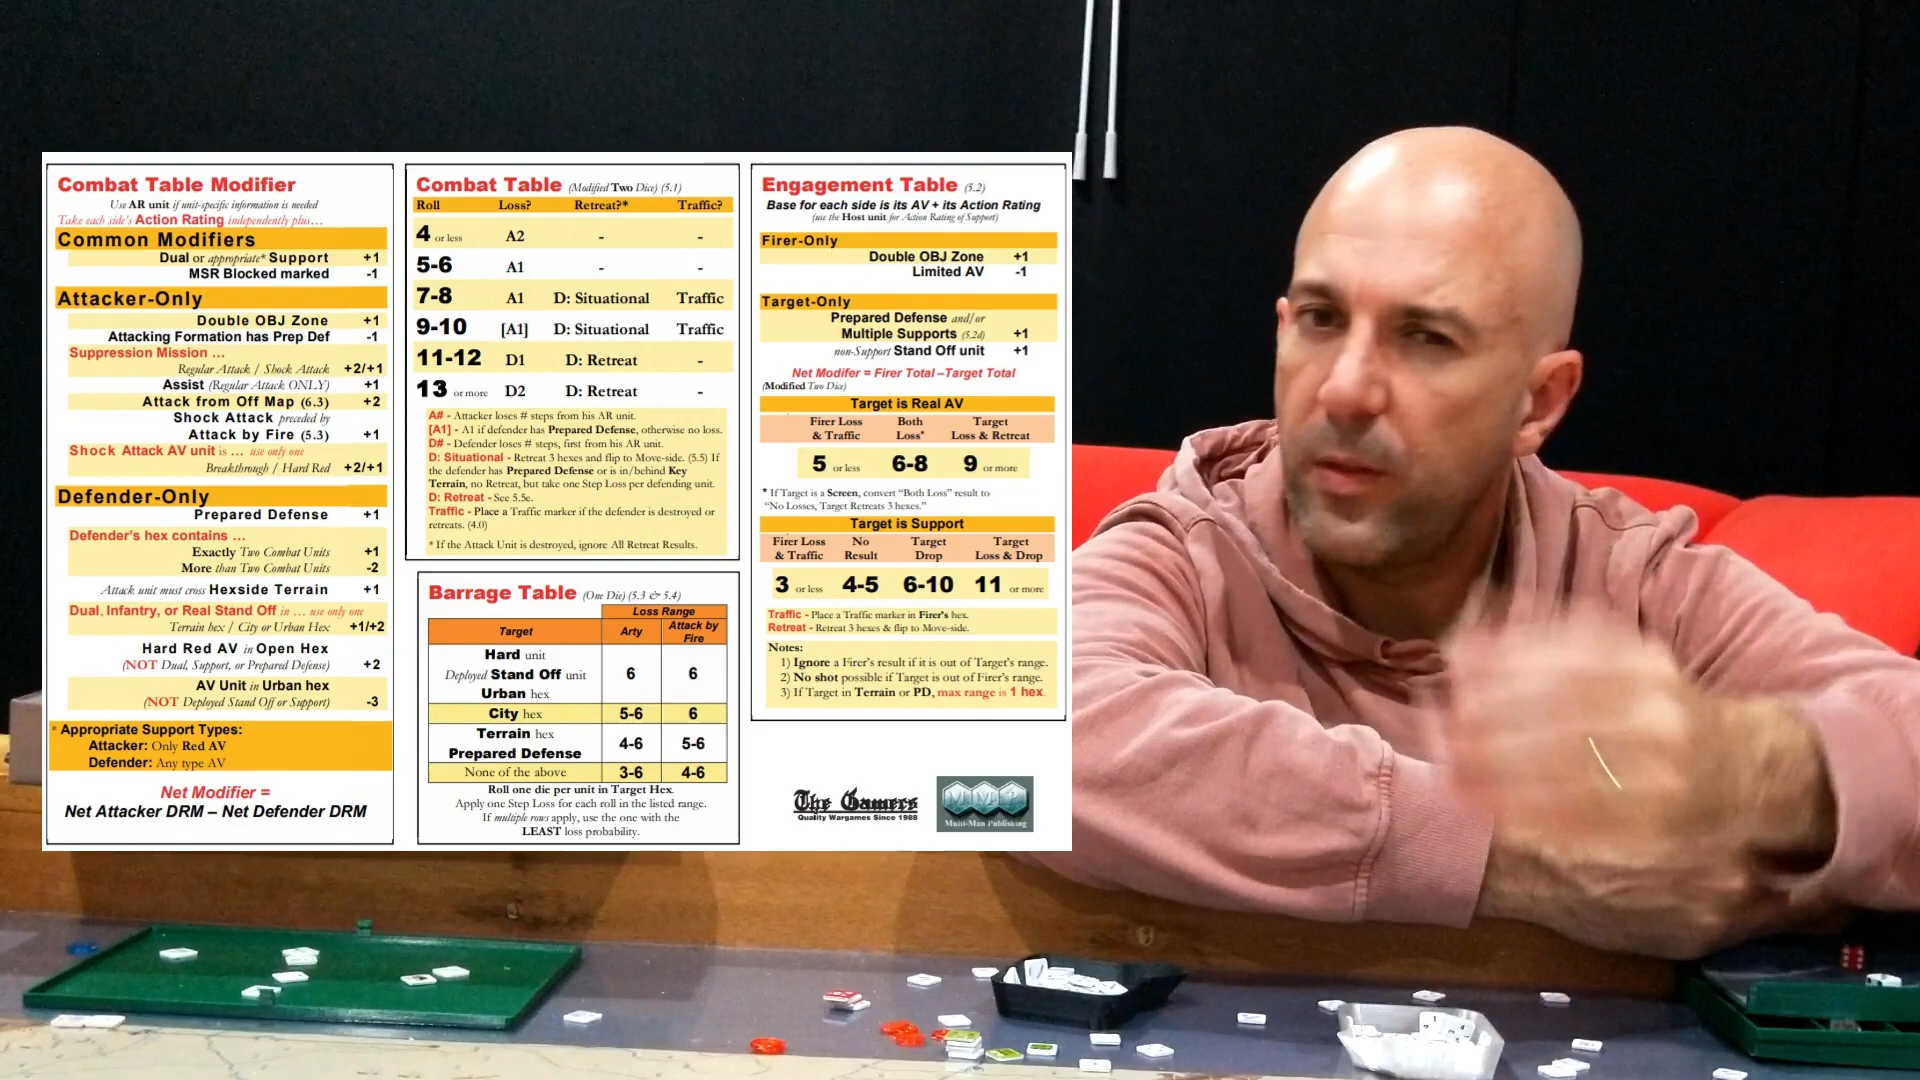 Combat Table Modifier
Use AR unit if unit-specific information is needed
Take each side's Action Rating independently plus…
Common Modifiers
Dual or appropriate* Support +1
MSR Blocked marked -1
Attacker-Only
Double OBJ Zone +1
Attacking Formation has Prep Def -1
Suppression Mission …
Regular Attack / Shock Attack +2/+1
Assist (Regular Attack ONLY) +1
Attack from Off Map (6.3) +2
Shock Attack preceded by
Attack by Fire (5.3) +1
Shock Attack AV unit is … use only one
Breakthrough / Hard Red +2/+1
Defender-Only
Prepared Defense +1
Defender's hex contains …
Exactly Two Combat Units +1
More than Two Combat Units -2
Attack unit must cross Hexside Terrain +1
Dual, Infantry, or Real Stand Off in … use only one
Terrain hex / City or Urban Hex +1/+2
Hard Red AV in Open Hex
(NOT Dual, Support, or Prepared Defense) +2
AV Unit in Urban hex
(NOT Deployed Stand Off or Support) -3
* Appropriate Support Types:
Attacker: Only Red AV
Defender: Any type AV
Net Modifier =
Net Attacker DRM – Net Defender DRM
Combat Table (Modified Two Dice) (5.1)
Roll Loss? Retreat?* Traffic?
4 or less A2 - -
5-6 A1 - -
7-8 A1 D: Situational Traffic
9-10 [A1] D: Situational Traffic
11-12 D1 D: Retreat -
13 or more D2 D: Retreat -
A# - Attacker loses # steps from his AR unit.
[A1] - A1 if defender has Prepared Defense, otherwise no loss.
D# - Defender loses # steps, first from his AR unit.
D: Situational - Retreat 3 hexes and flip to Move-side. (5.5) If
the defender has Prepared Defense or is in/behind Key
Terrain, no Retreat, but take one Step Loss per defending unit.
D: Retreat - See 5.5e.
Traffic - Place a Traffic marker if the defender is destroyed or
retreats. (4.0)
* If the Attack Unit is destroyed, ignore All Retreat Results.
Barrage Table (One Die) (5.3 & 5.4)
Loss Range
Target Arty Attack by
Fire
Hard unit
Deployed Stand Off unit 6 6
Urban hex
City hex 5-6 6
Terrain hex
4-6 5-6
Prepared Defense
None of the above 3-6 4-6
Roll one die per unit in Target Hex.
Apply one Step Loss for each roll in the listed range.
If multiple rows apply, use the one with the
LEAST loss probability.
Engagement Table (5.2)
Base for each side is its AV + its Action Rating
(use the Host unit for Action Rating of Support)
Firer-Only
Double OBJ Zone +1
Limited AV -1
Target-Only
Prepared Defense and/or
Multiple Supports (5.2d) +1
non-Support Stand Off unit +1
Net Modifer = Firer Total –Target Total
(Modified Two Dice)
Target is Real AV
Firer Loss Both Target
& Traffic Loss* Loss & Retreat
5 or less 6-8 9 or more
* If Target is a Screen, convert "Both Loss" result to
"No Losses, Target Retreats 3 hexes."
Target is Support
Firer Loss No Target Target
& Traffic Result Drop Loss & Drop
3 or less 4-5 6-10 11 or more
Traffic - Place a Traffic marker in Firer's hex.
Retreat - Retreat 3 hexes & flip to Move-side.
Notes:
1) Ignore a Firer's result if it is out of Target's range.
2) No shot possible if Target is out of Firer's range.
3) If Target in Terrain or PD, max range is 1 hex.
The Gamers
Quality Wargames Since 1988
MMP
Multi-Man Publishing